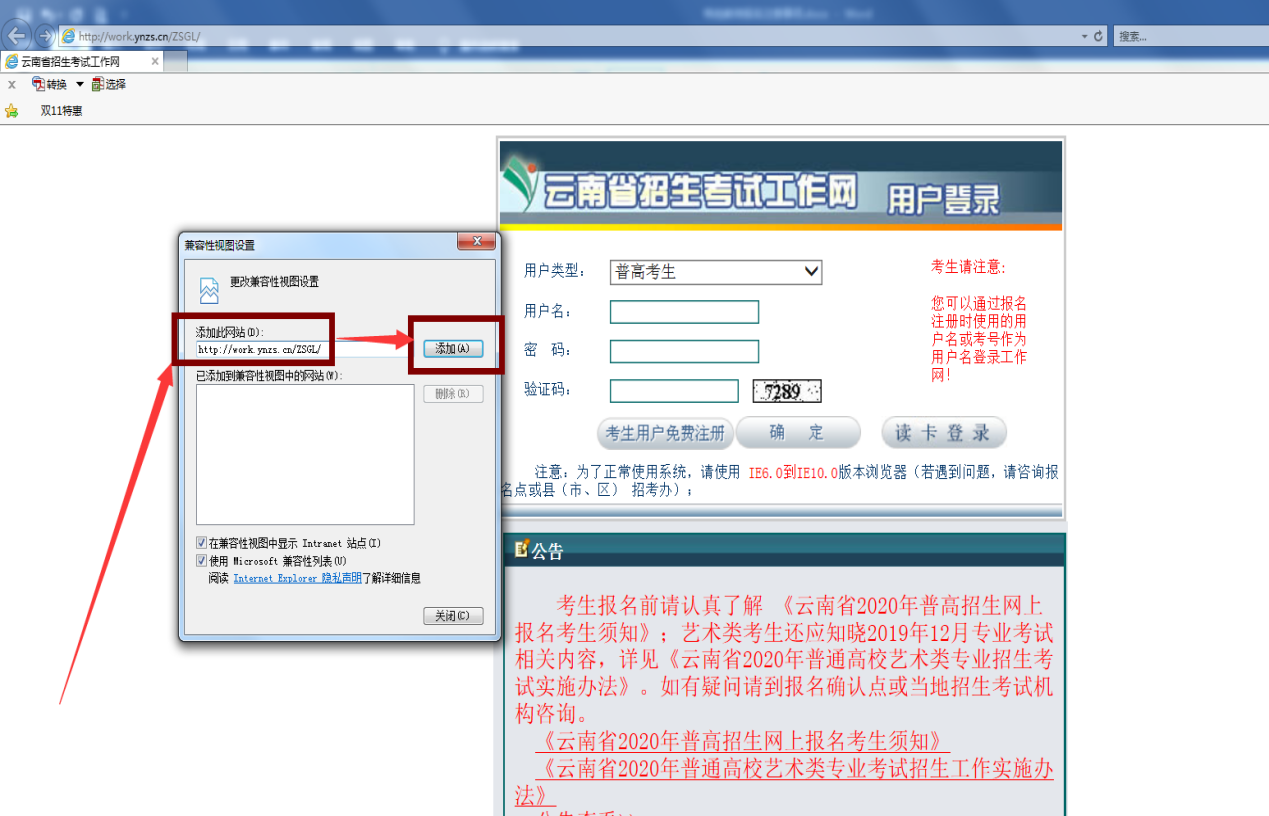 http://work.ynzs.cn/ZSGL/
搜索...
云南省招生考试工作网
x 转换 选择
双11特惠
云南省招生考试工作网 用户登录
兼容性视图设置
更改兼容性视图设置
添加此网站(D):
http://work.ynzs.cn/ZSGL/
添加(A)
已添加到兼容性视图中的网站(W):
删除(R)
在兼容性视图中显示 Intranet 站点(I)
使用 Microsoft 兼容性列表(U)
阅读 Internet Explorer 隐私声明了解详细信息
关闭(C)
用户类型: 普高考生
用户名:
密 码:
验证码: 7289
考生请注意:
您可以通过报名
注册时使用的用
户名或考号作为
用户名登录工作
网!
考生用户免费注册 确 定 读 卡 登 录
注意: 为了正常使用系统, 请使用 IE6.0到IE10.0版本浏览器（若遇到问题, 请咨询报
名点或县（市、区） 招考办）;
公告
考生报名前请认真了解 《云南省2020年普高招生网上
报名考生须知》; 艺术类考生还应知晓2019年12月专业考试
相关内容, 详见《云南省2020年普通高校艺术类专业招生考
试实施办法》。如有疑问请到报名确认点或当地招生考试机
构咨询。
《云南省2020年普高招生网上报名考生须知》
《云南省2020年普通高校艺术类专业考试招生工作实施办
法》